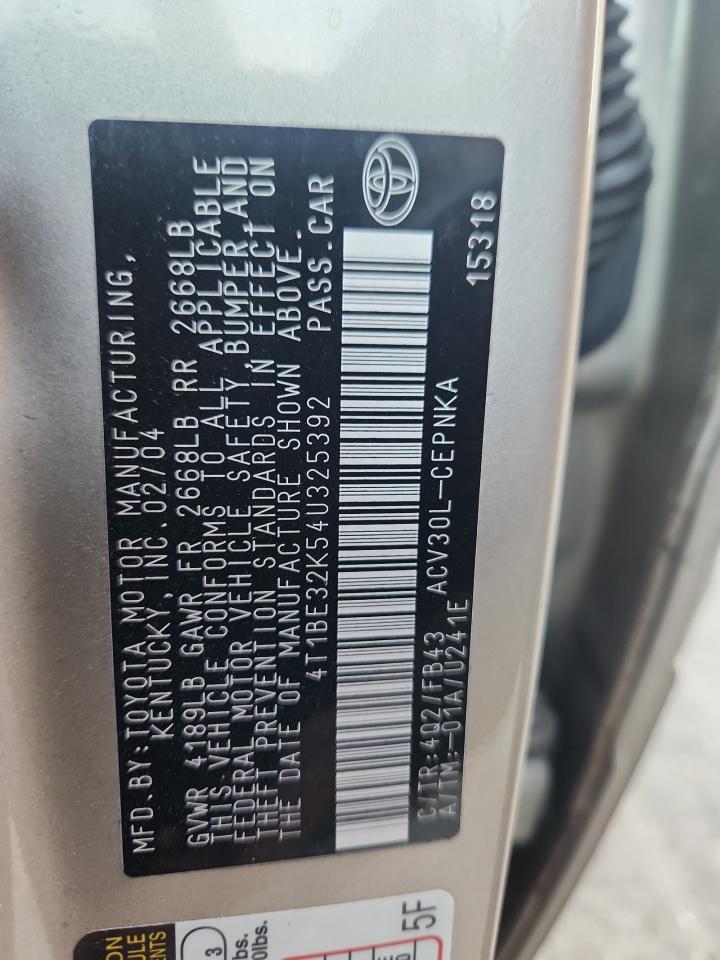 MFD.BY:TOYOTA MOTOR MANUFACTURING,
KENTUCKY, INC.02/04
GVWR 4189LB GAWR FR 2668LB RR 2668LB
THIS VEHICLE CONFORMS TO ALL APPLICABLE
FEDERAL MOTOR VEHICLE SAFETY, BUMPER AND
THEFT PREVENTION STANDARDS IN EFFECT ON
THE DATE OF MANUFACTURE SHOWN ABOVE.
4T1BE32K54U325392 PASS.CAR
C/TR:4Q2/FB43 ACV30L-CEPNKA
A/TM:-01A/U241E 15318
3
5F